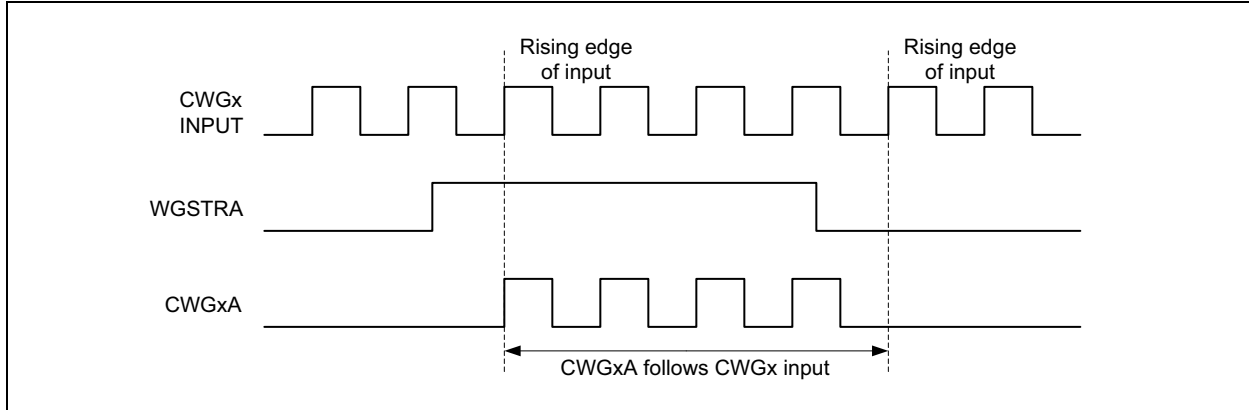 Rising edge
of input
Rising edge
of input
CWGx
INPUT
WGSTRA
CWGxA
CWGxA follows CWGx input